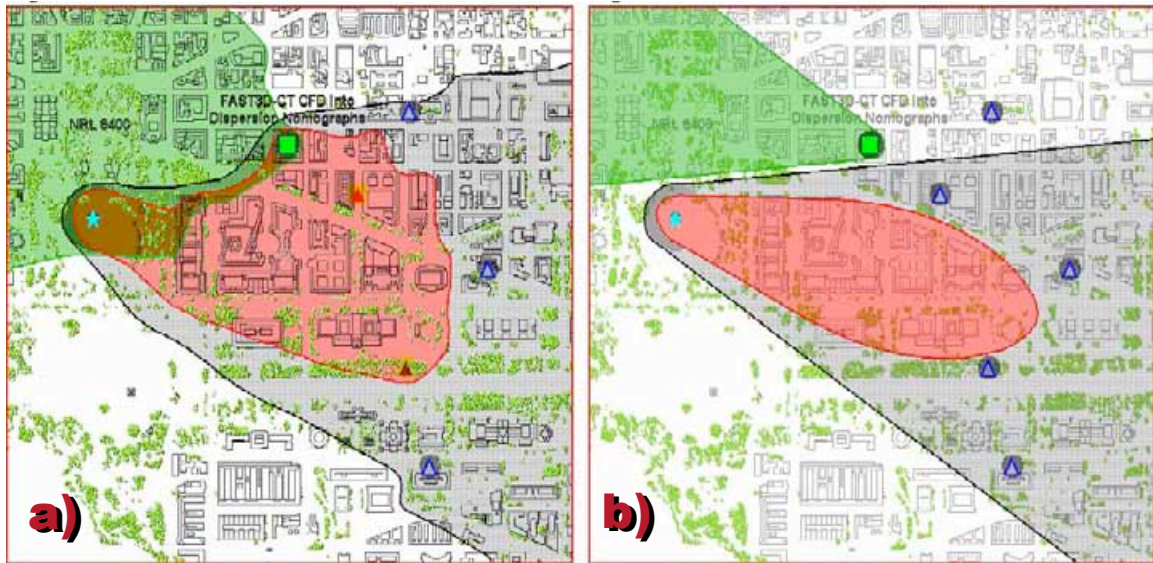 FAST3D-CT CFD Into
Dispersion Nomographs
NRL 6400
FAST3D-CT CFD Into
Dispersion Nomographs
NRL 6400
a)
b)